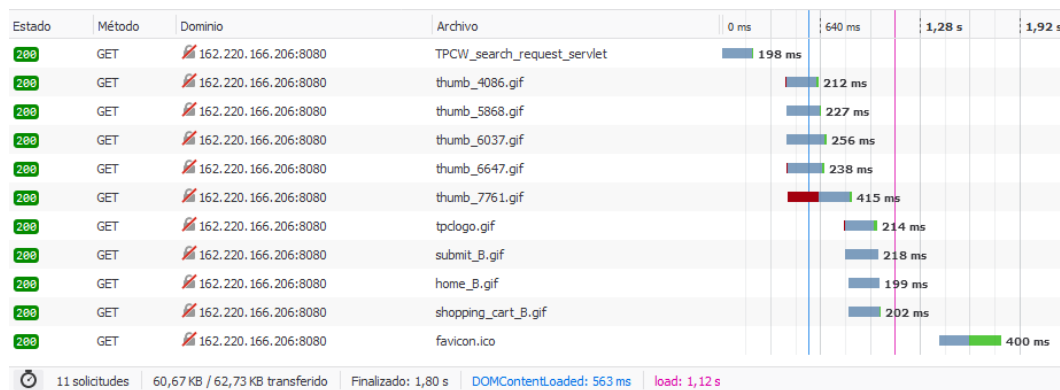 Estado Método Dominio Archivo 0 ms 640 ms 1,28 s 1,92 s
200 GET 162.220.166.206:8080 TPCW_search_request_servlet 198 ms
200 GET 162.220.166.206:8080 thumb_4086.gif 212 ms
200 GET 162.220.166.206:8080 thumb_5868.gif 227 ms
200 GET 162.220.166.206:8080 thumb_6037.gif 256 ms
200 GET 162.220.166.206:8080 thumb_6647.gif 238 ms
200 GET 162.220.166.206:8080 thumb_7761.gif 415 ms
200 GET 162.220.166.206:8080 tpclogo.gif 214 ms
200 GET 162.220.166.206:8080 submit_B.gif 218 ms
200 GET 162.220.166.206:8080 home_B.gif 199 ms
200 GET 162.220.166.206:8080 shopping_cart_B.gif 202 ms
200 GET 162.220.166.206:8080 favicon.ico 400 ms
11 solicitudes 60,67 KB / 62,73 KB transferido Finalizado: 1,80 s DOMContentLoaded: 563 ms load: 1,12 s